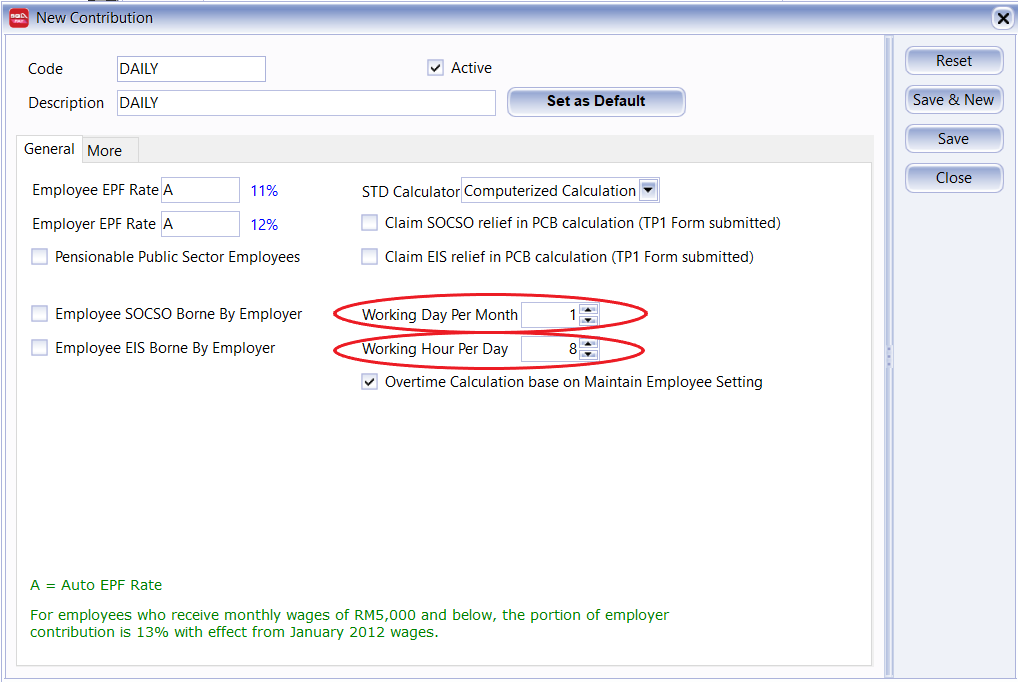 New Contribution
Code DAILY Active
Description DAILY Set as Default
Reset
Save & New
Save
Close
General More
Employee EPF Rate A 11% STD Calculator Computerized Calculation
Employer EPF Rate A 12% Claim SOCSO relief in PCB calculation (TP1 Form submitted)
Pensionable Public Sector Employees Claim EIS relief in PCB calculation (TP1 Form submitted)
Employee SOCSO Borne By Employer Working Day Per Month 1
Employee EIS Borne By Employer Working Hour Per Day 8
Overtime Calculation base on Maintain Employee Setting
A = Auto EPF Rate
For employees who receive monthly wages of RM5,000 and below, the portion of employer
contribution is 13% with effect from January 2012 wages.